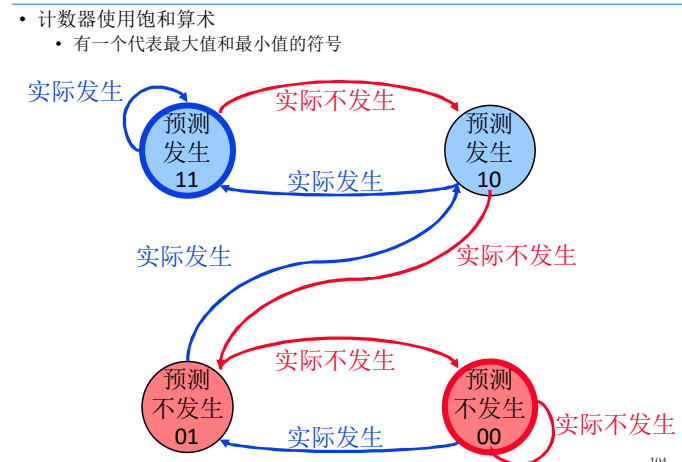 • 计数器使用饱和算术
• 有一个代表最大值和最小值的符号
实际发生
实际不发生
预测
发生
11
预测
发生
10
实际发生
实际发生
实际不发生
实际不发生
预测
不发生
01
预测
不发生
00
实际不发生
实际发生
104